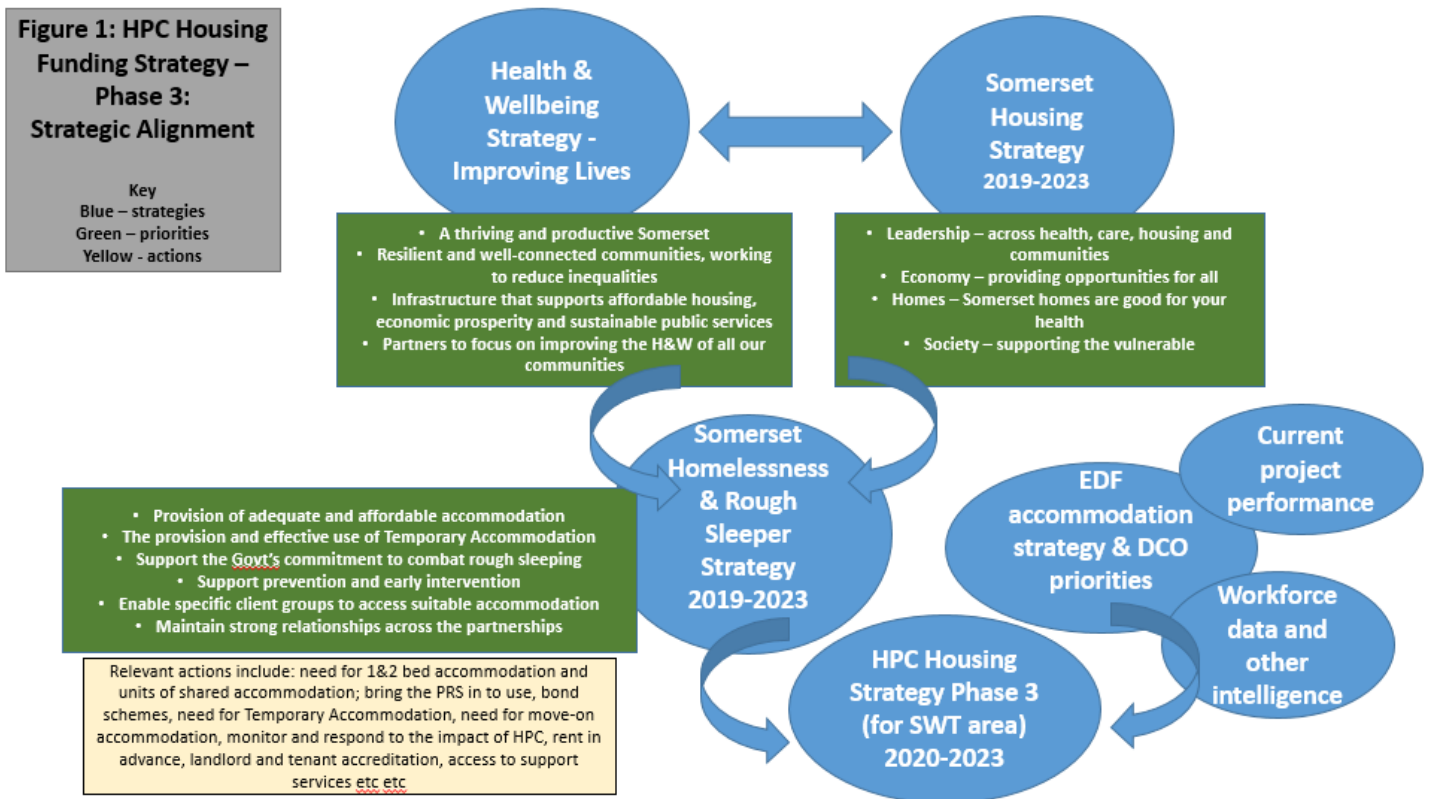 Figure 1: HPC Housing
Funding Strategy –
Phase 3:
Strategic Alignment
Key
Blue – strategies
Green – priorities
Yellow - actions
Health &
Wellbeing
Strategy -
Improving Lives
Somerset
Housing
Strategy
2019-2023
• A thriving and productive Somerset
• Resilient and well-connected communities, working
to reduce inequalities
• Infrastructure that supports affordable housing,
economic prosperity and sustainable public services
• Partners to focus on improving the H&W of all our
communities
• Leadership – across health, care, housing and
communities
• Economy – providing opportunities for all
• Homes – Somerset homes are good for your
health
• Society – supporting the vulnerable
Somerset
Homelessness
& Rough
Sleeper
Strategy
2019-2023
• Provision of adequate and affordable accommodation
• The provision and effective use of Temporary Accommodation
• Support the Govt's commitment to combat rough sleeping
• Support prevention and early intervention
• Enable specific client groups to access suitable accommodation
• Maintain strong relationships across the partnerships
Relevant actions include: need for 1&2 bed accommodation and
units of shared accommodation; bring the PRS in to use, bond
schemes, need for Temporary Accommodation, need for move-on
accommodation, monitor and respond to the impact of HPC, rent in
advance, landlord and tenant accreditation, access to support
services etc etc
EDF
accommodation
strategy & DCO
priorities
Current
project
performance
Workforce
data and
other
intelligence
HPC Housing
Strategy Phase 3
(for SWT area)
2020-2023